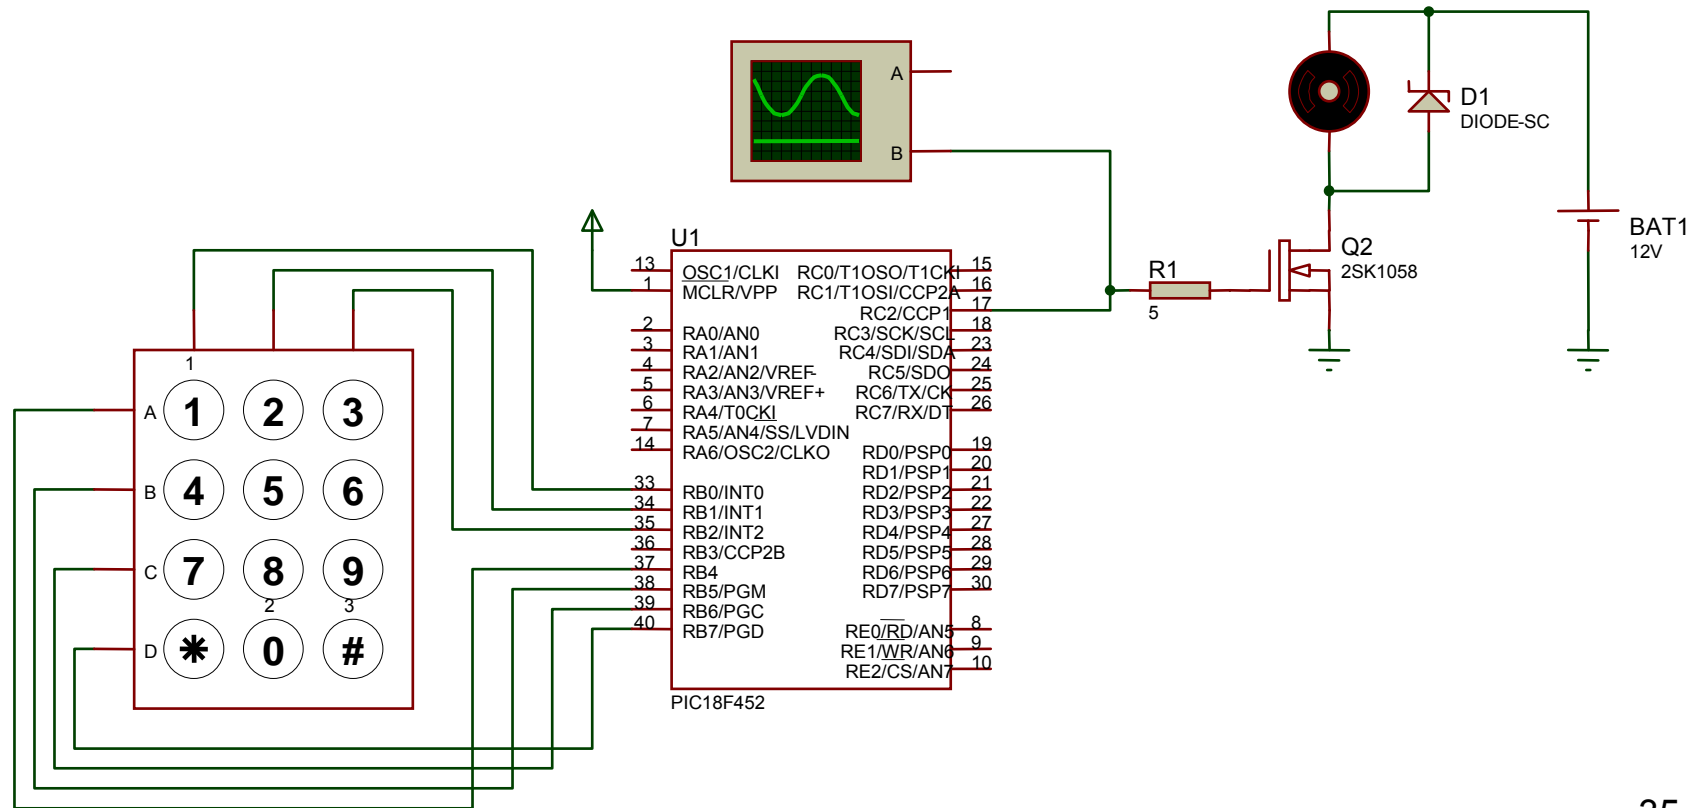 A
B
D1
DIODE-SC
BAT1
12V
Q2
2SK1058
R1
5
U1
13 OSC1/CLKI RC0/T1OSO/T1CKI 15
1 MCLR/VPP RC1/T1OSI/CCP2A 16
RC2/CCP1 17
2 RA0/AN0 RC3/SCK/SCL 18
3 RA1/AN1 RC4/SDI/SDA 23
4 RA2/AN2/VREF- RC5/SDO 24
5 RA3/AN3/VREF+ RC6/TX/CK 25
6 RA4/T0CKI RC7/RX/DT 26
7 RA5/AN4/SS/LVDIN
14 RA6/OSC2/CLKO RD0/PSP0 19
RD1/PSP1 20
33 RB0/INT0 RD2/PSP2 21
34 RB1/INT1 RD3/PSP3 22
35 RB2/INT2 RD4/PSP4 27
36 RB3/CCP2B RD5/PSP5 28
37 RB4 RD6/PSP6 29
38 RB5/PGM RD7/PSP7 30
39 RB6/PGC
40 RB7/PGD RE0/RD/AN5 8
RE1/WR/AN6 9
RE2/CS/AN7 10
PIC18F452
1
A 1 2 3
B 4 5 6
C 7 8 9
2 3
D * 0 #
35